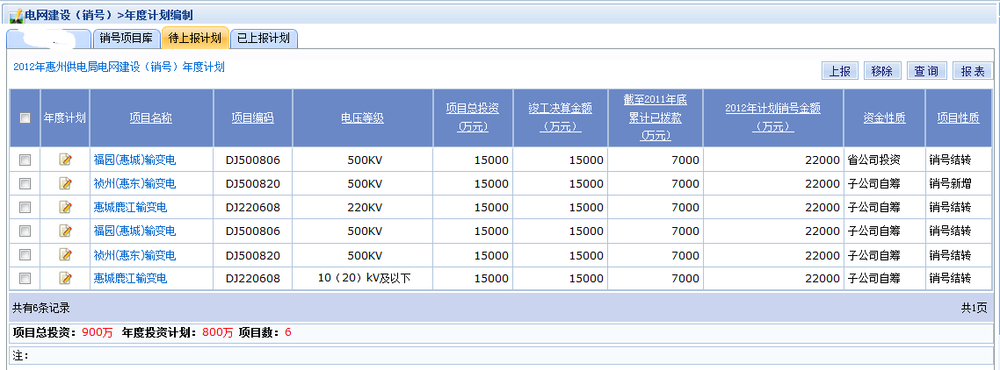 电网建设（销号）>年度计划编制
销号项目库 待上报计划 已上报计划
2012年惠州供电局电网建设（销号）年度计划 上报 移除 查询 报表
年度计划 项目名称 项目编码 电压等级 项目总投资（万元） 竣工决算金额（万元） 截至2011年底累计已拨款（万元） 2012年计划销号金额（万元） 资金性质 项目性质
福园(惠城)输变电 DJ500806 500KV 15000 15000 7000 22000 省公司投资 销号结转
祯州(惠东)输变电 DJ500820 500KV 15000 15000 7000 22000 子公司自筹 销号新增
惠城鹿江输变电 DJ220608 220KV 15000 15000 7000 22000 子公司自筹 销号结转
福园(惠城)输变电 DJ500806 500KV 15000 15000 7000 22000 子公司自筹 销号结转
祯州(惠东)输变电 DJ500820 500KV 15000 15000 7000 22000 子公司自筹 销号结转
惠城鹿江输变电 DJ220608 10（20）kV及以下 15000 15000 7000 22000 子公司自筹 销号结转
共有6条记录 共1页
项目总投资：900万 年度投资计划：800万 项目数：6
注：